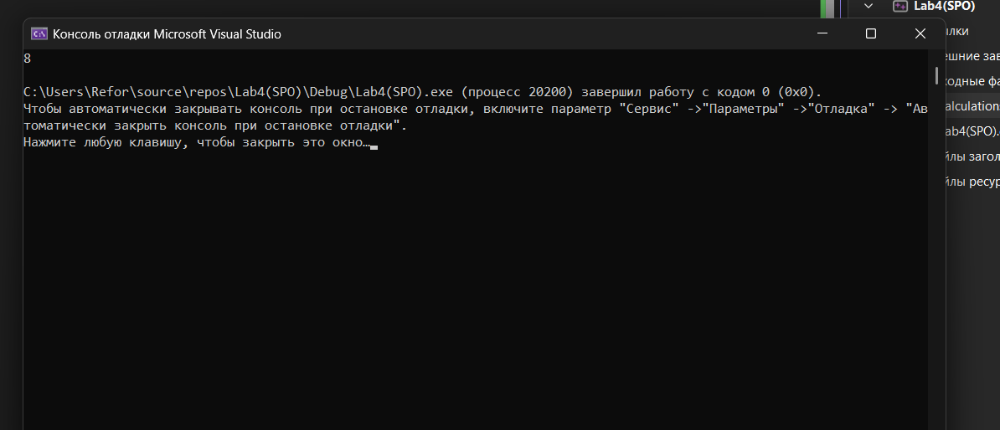 Lab4(SPO)
Консоль отладки Microsoft Visual Studio
8
C:\Users\Refor\source\repos\Lab4(SPO)\Debug\Lab4(SPO).exe (процесс 20200) завершил работу с кодом 0 (0x0).
Чтобы автоматически закрывать консоль при остановке отладки, включите параметр "Сервис" ->"Параметры" ->"Отладка" -> "Ав
томатически закрыть консоль при остановке отладки".
Нажмите любую клавишу, чтобы закрыть это окно…
ылки
ешние зав
ходные фа
alculation
ab4(SPO).
йлы загол
йлы ресур